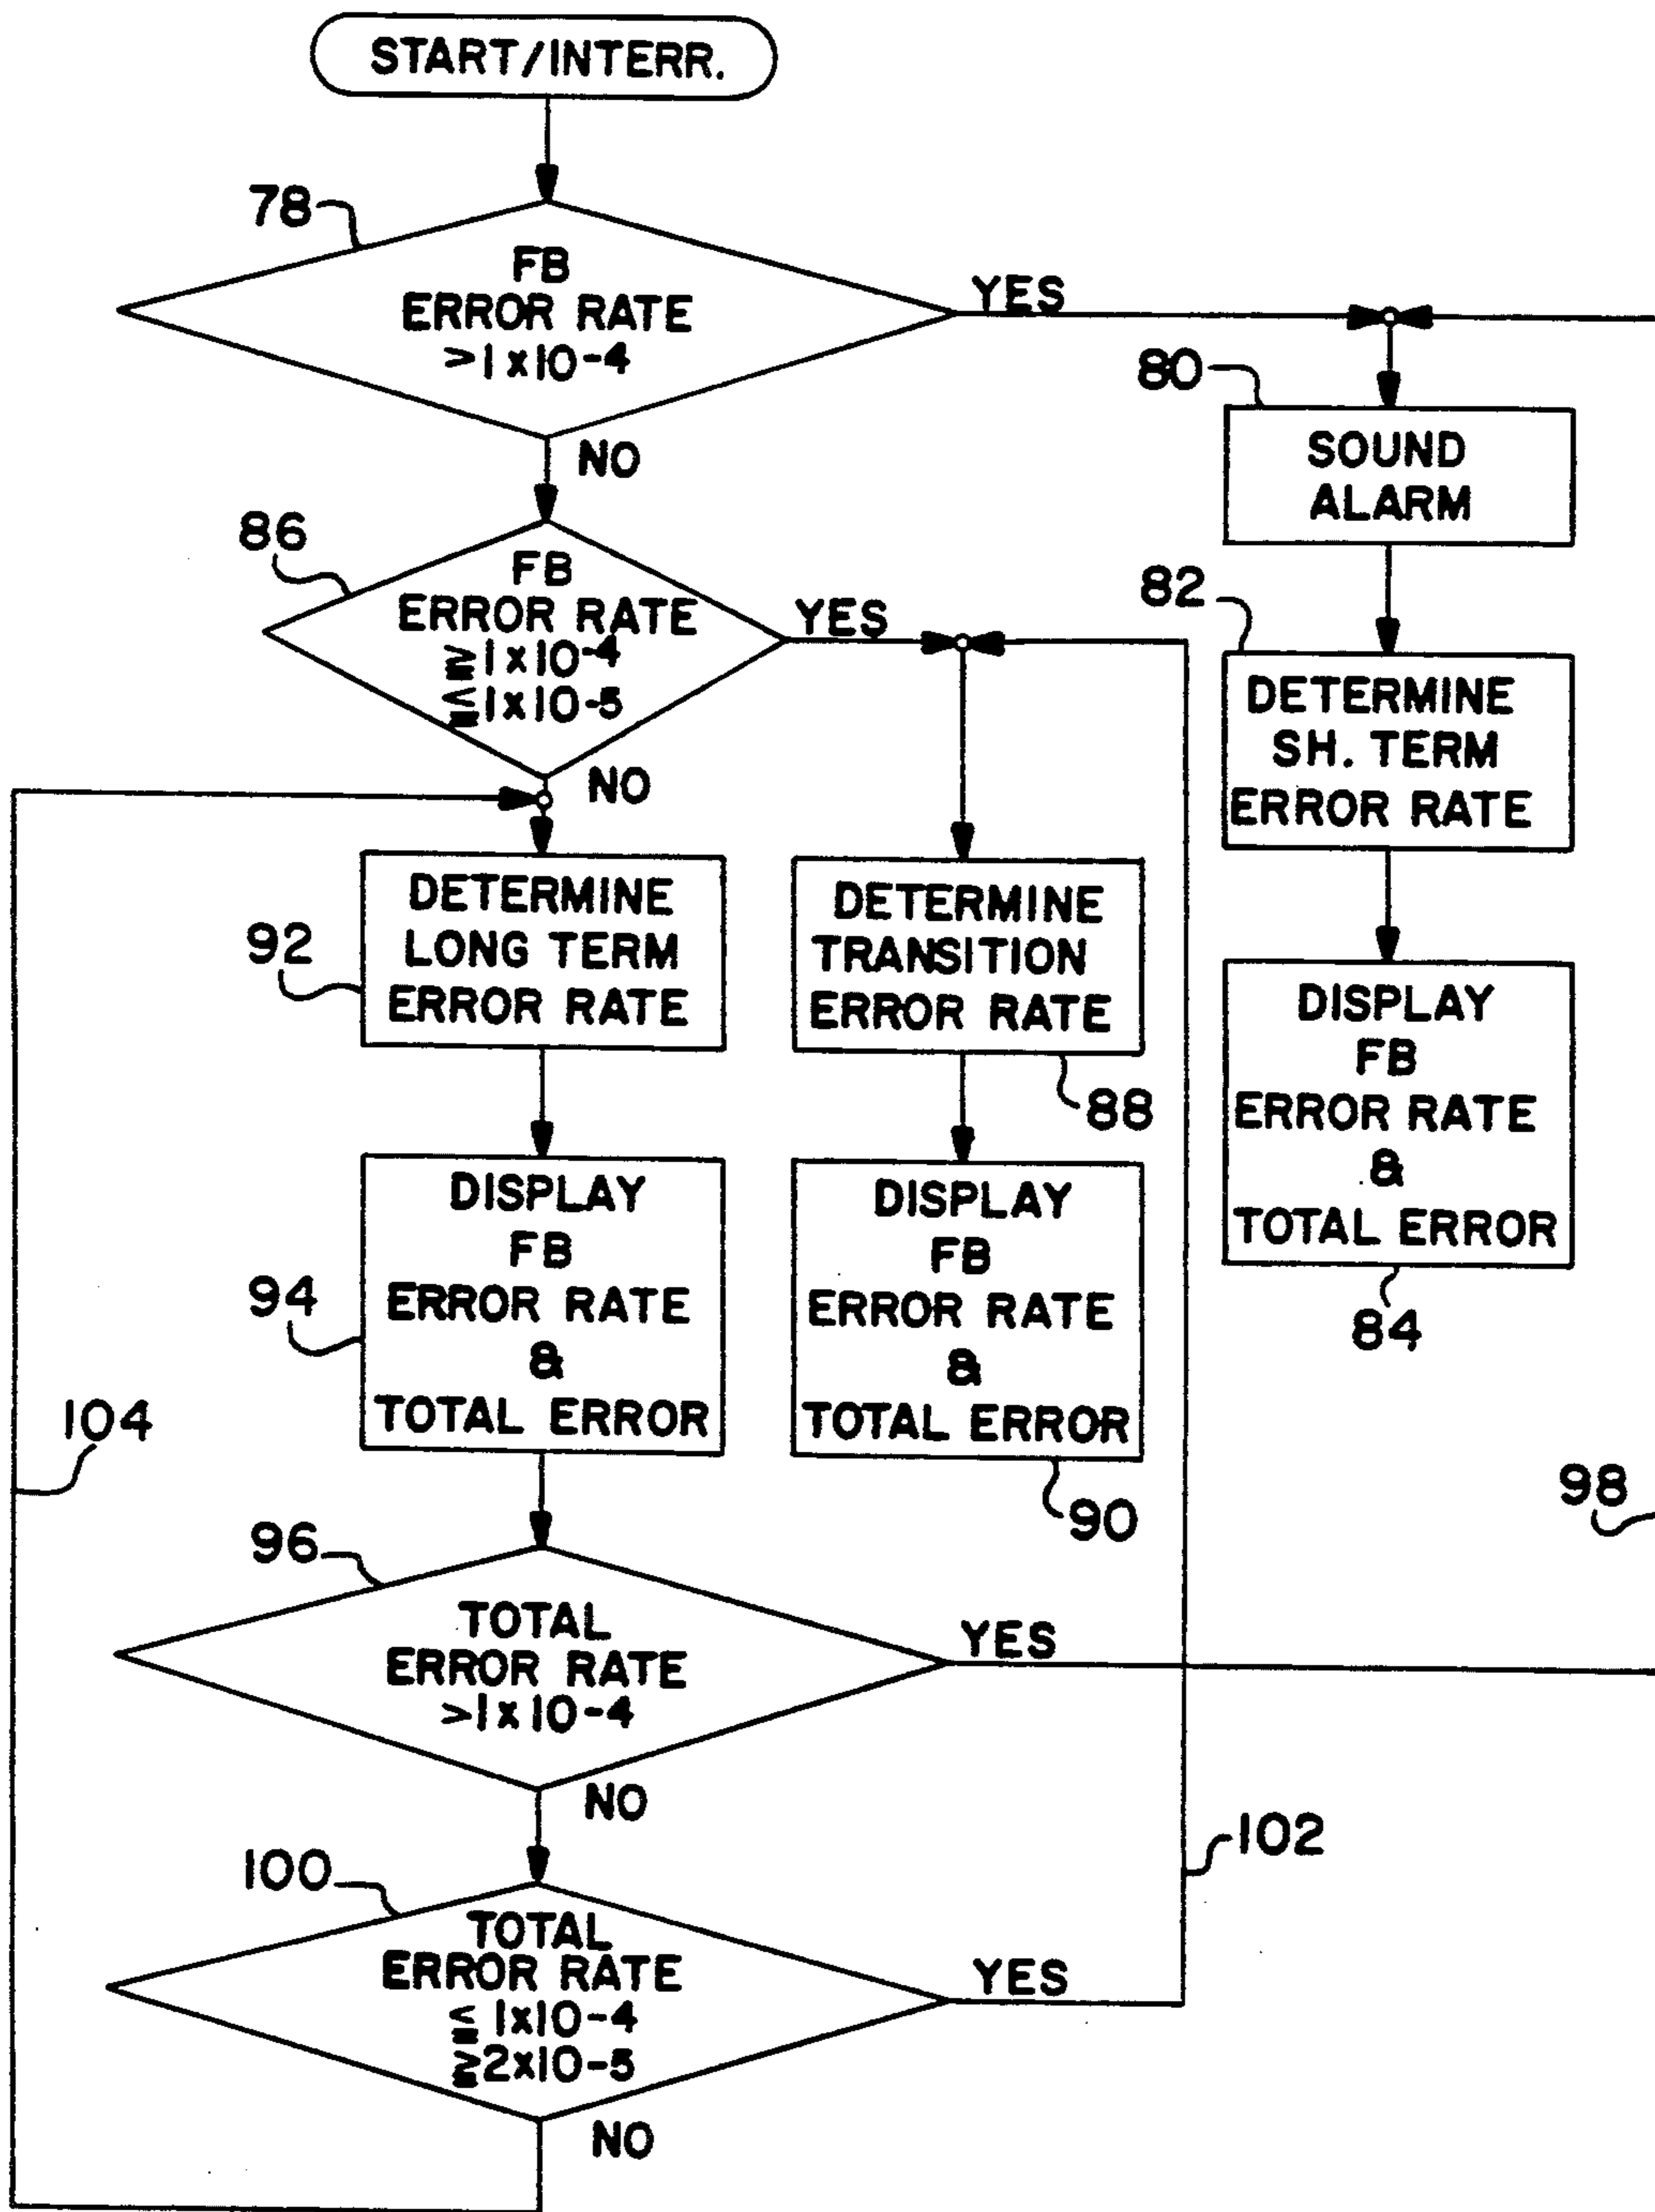 START/INTERR.
78
FB
ERROR RATE
>1x10-4
YES
NO
80
SOUND
ALARM
86
FB
ERROR RATE
≧1x10-4
≦1x10-5
YES
NO
82
DETERMINE
SH. TERM
ERROR RATE
92
DETERMINE
LONG TERM
ERROR RATE
DETERMINE
TRANSITION
ERROR RATE
88
DISPLAY
FB
ERROR RATE
&
TOTAL ERROR
84
94
DISPLAY
FB
ERROR RATE
&
TOTAL ERROR
DISPLAY
FB
ERROR RATE
&
TOTAL ERROR
90
104
98
96
TOTAL
ERROR RATE
>1x10-4
YES
NO
102
100
TOTAL
ERROR RATE
≦1x10-4
≧2x10-5
YES
NO